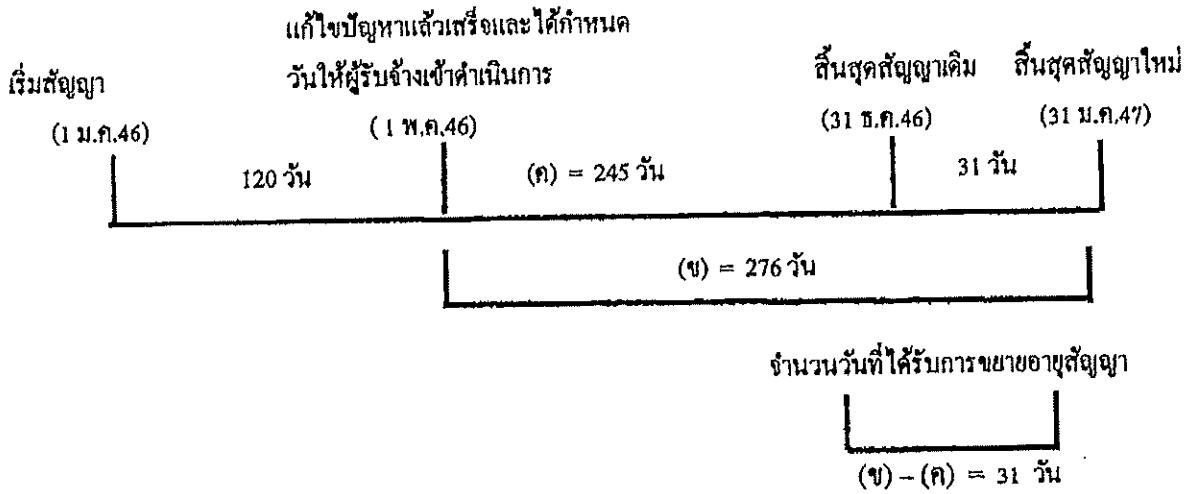 แก้ไขปัญหาแล้วเสร็จและได้กำหนด
วันให้ผู้รับจ้างเข้าดำเนินการ
เริ่มสัญญา
สิ้นสุดสัญญาเดิม
สิ้นสุดสัญญาใหม่
(1 ม.ค.46)
(1 พ.ค.46)
(31 ธ.ค.46)
(31 ม.ค.47)
120 วัน
(ค) = 245 วัน
31 วัน
(ข) = 276 วัน
จำนวนวันที่ได้รับการขยายอายุสัญญา
(ข) – (ค) = 31 วัน